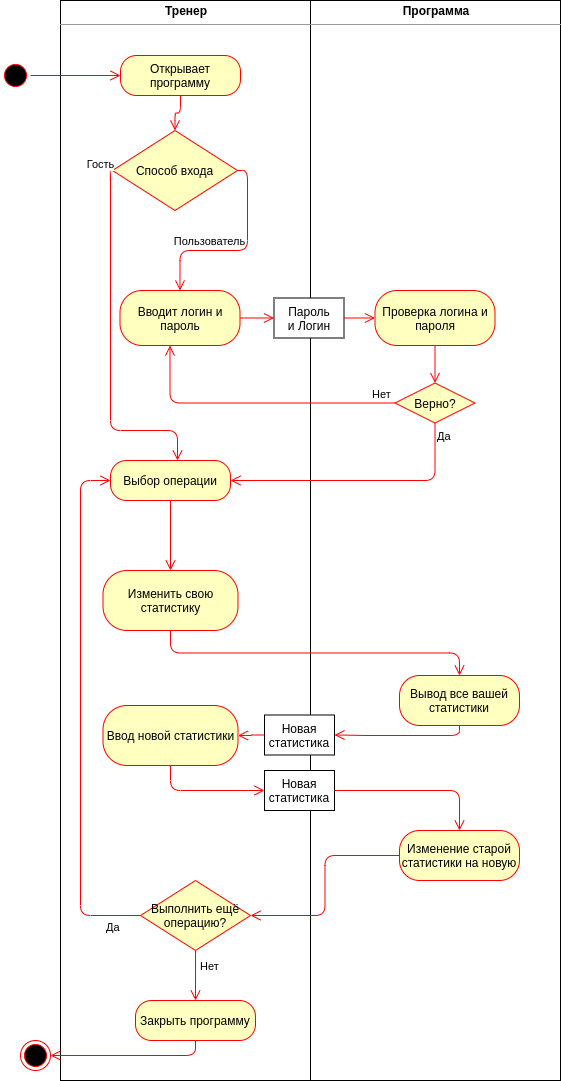 Тренер
Программа
Открывает
программу
Гость
Способ входа
Пользователь
Вводит логин и
пароль
Пароль
и Логин
Проверка логина и
пароля
Нет
Верно?
Да
Выбор операции
Изменить свою
статистику
Вывод все вашей
статистики
Ввод новой статистики
Новая
статистика
Новая
статистика
Изменение старой
статистики на новую
Выполнить ещё
операцию?
Да
Нет
Закрыть программу